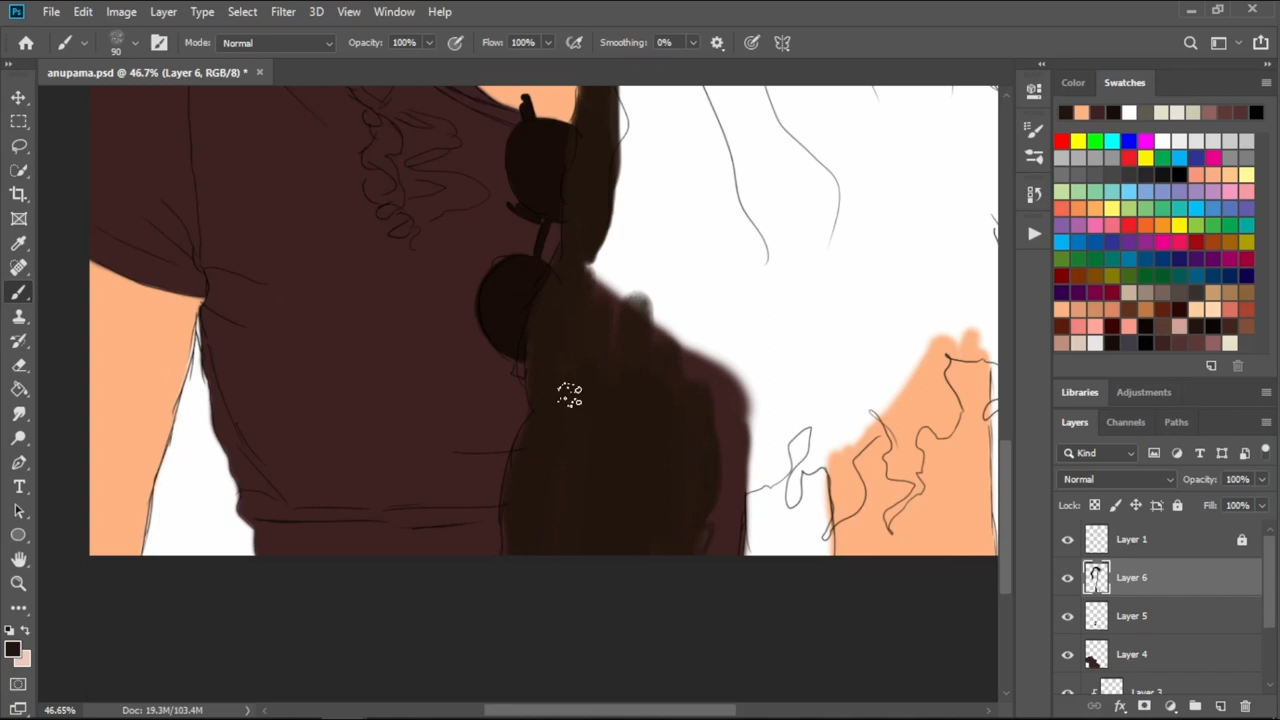 Ps File Edit Image Layer Type Select Filter 3D View Window Help
90 Mode: Normal Opacity: 100% Flow: 100% Smoothing: 0%
anupama.psd @ 46.7% (Layer 6, RGB/8) *
Color Swatches
Libraries Adjustments
Layers Channels Paths
Kind
Normal Opacity: 100%
Lock: Fill: 100%
Layer 1
Layer 6
Layer 5
Layer 4
Layer 3
46.65% Doc: 19.3M/103.4M